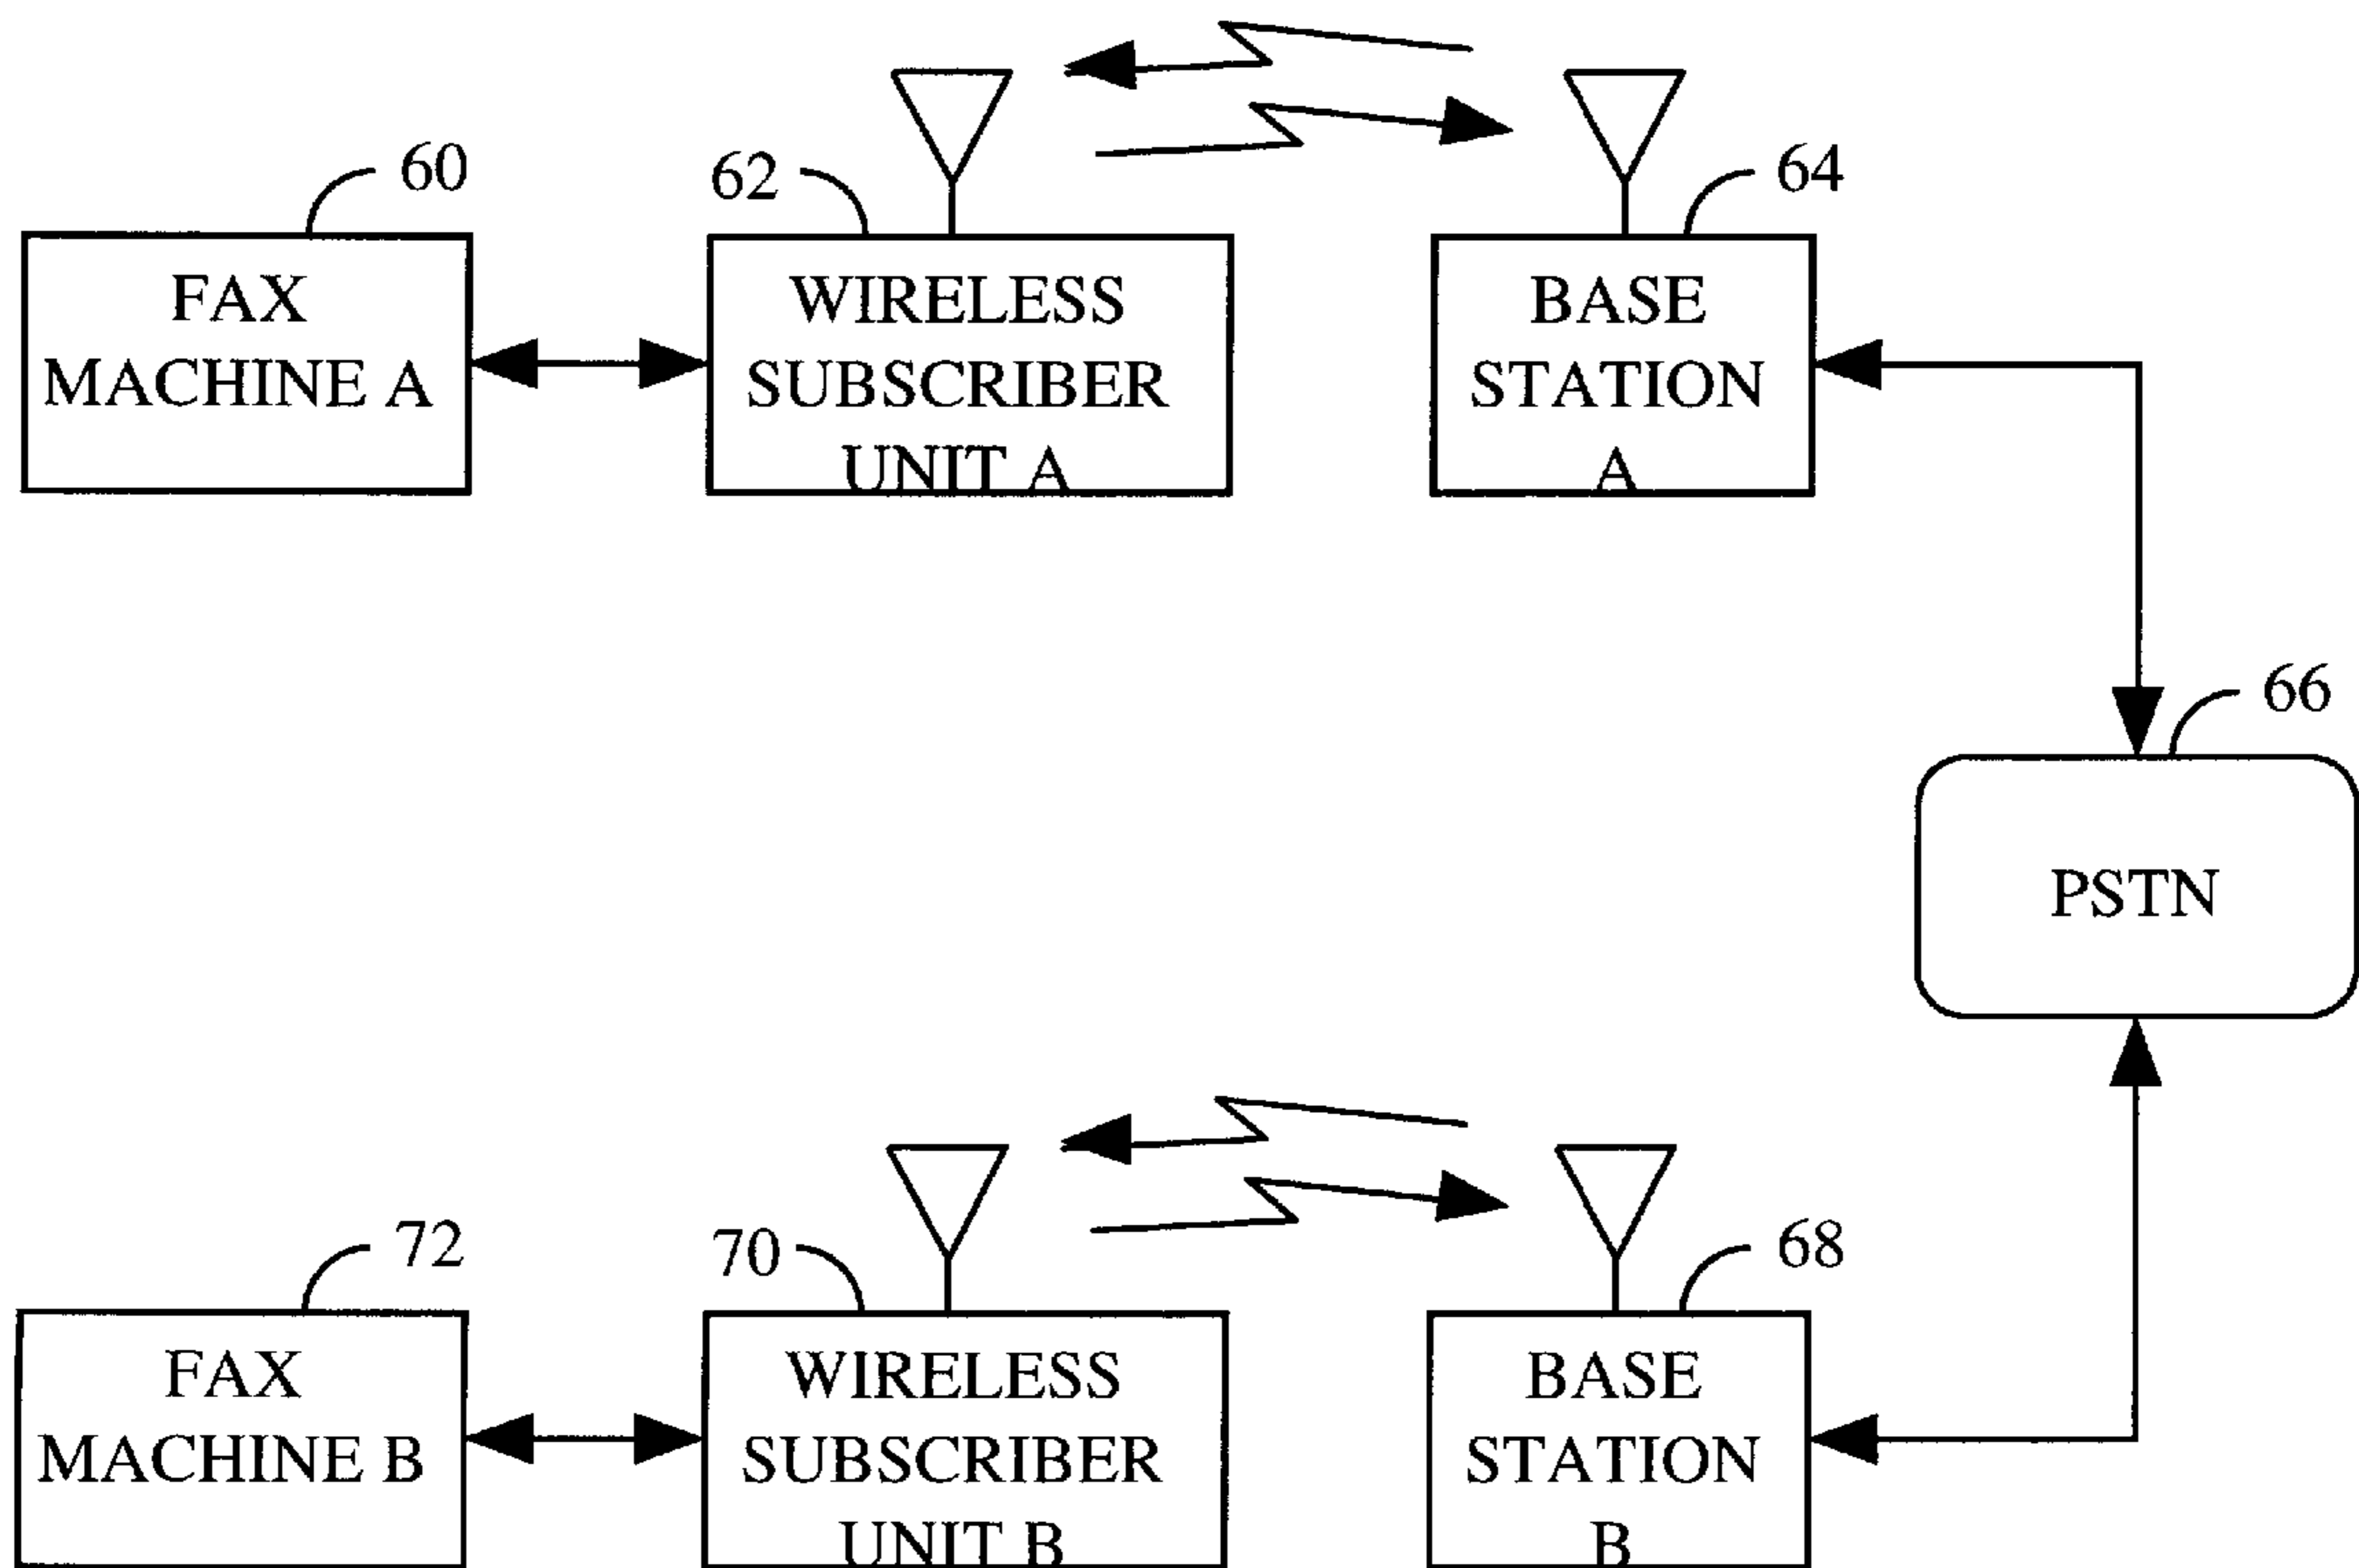 60
62
64
FAX
MACHINE A
WIRELESS
SUBSCRIBER
UNIT A
BASE
STATION
A
66
PSTN
72
70
68
FAX
MACHINE B
WIRELESS
SUBSCRIBER
UNIT B
BASE
STATION
B